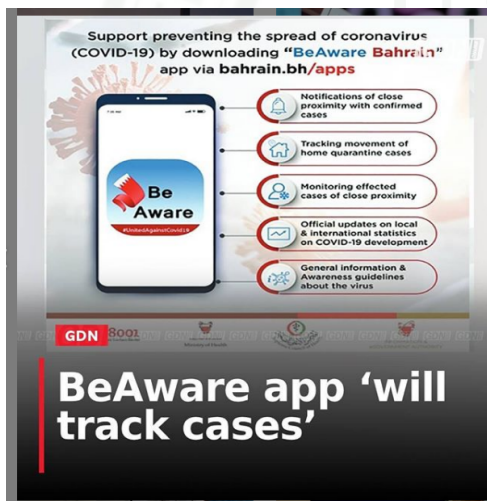 Support preventing the spread of coronavirus
(COVID-19) by downloading "BeAware Bahrain"
app via bahrain.bh/apps
Notifications of close
proximity with confirmed
cases
Tracking movement of
home quarantine cases
Be
Aware
#UnitedAgainstCovid19
Monitoring effected
cases of close proximity
Official updates on local
& international statistics
on COVID-19 development
General information &
Awareness guidelines
about the virus
GDN
8001
Ministry of Health
BeAware app ‘will
track cases’